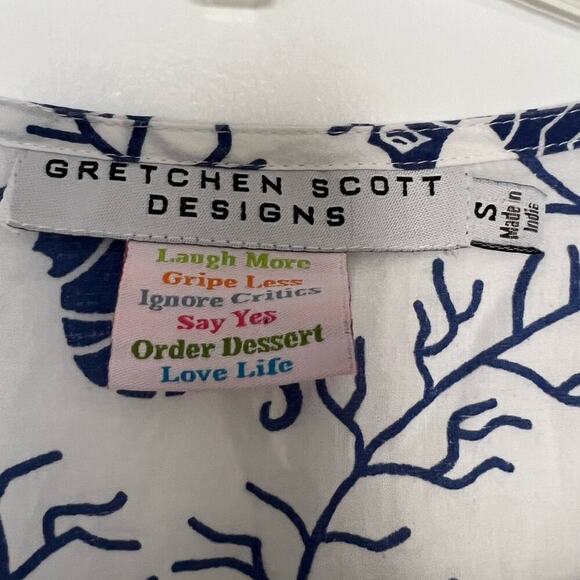 GRETCHEN SCOTT
DESIGNS
S
Made in
India
Laugh More
Gripe Less
Ignore Critics
Say Yes
Order Dessert
Love Life